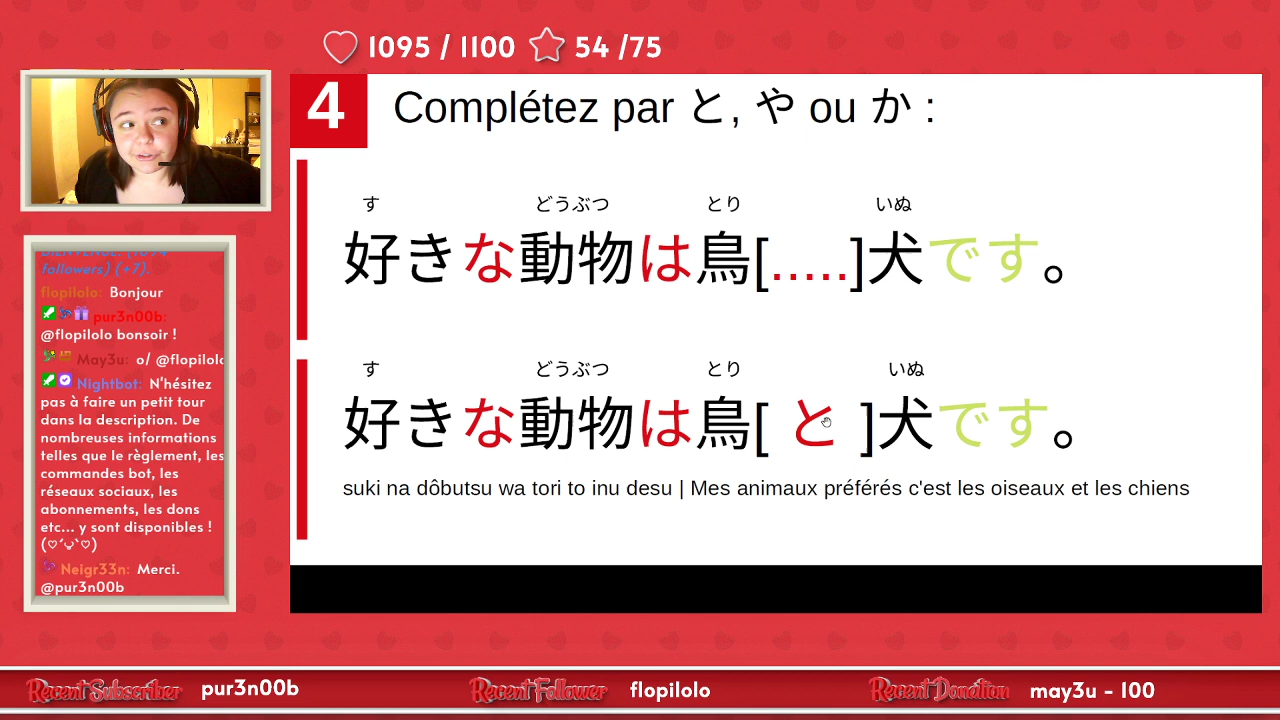 1095 / 1100
54 /75
4
Complétez par と, や ou か :
す どうぶつ とり いぬ
好きな動物は鳥[.....]犬です。
す どうぶつ とり いぬ
好きな動物は鳥[ と ]犬です。
suki na dôbutsu wa tori to inu desu | Mes animaux préférés c'est les oiseaux et les chiens
followers) (+7).
flopilolo: Bonjour
pur3n00b:
@flopilolo bonsoir !
May3u: o/ @flopilolo
Nightbot: N'hésitez
pas à faire un petit tour
dans la description. De
nombreuses informations
telles que le règlement, les
commandes bot, les
réseaux sociaux, les
abonnements, les dons
etc... y sont disponibles !
(♡ˊᴗˋ♡)
Neigr33n: Merci.
@pur3n00b
Recent Subscriber pur3n00b
Recent Follower flopilolo
Recent Donation may3u - 100